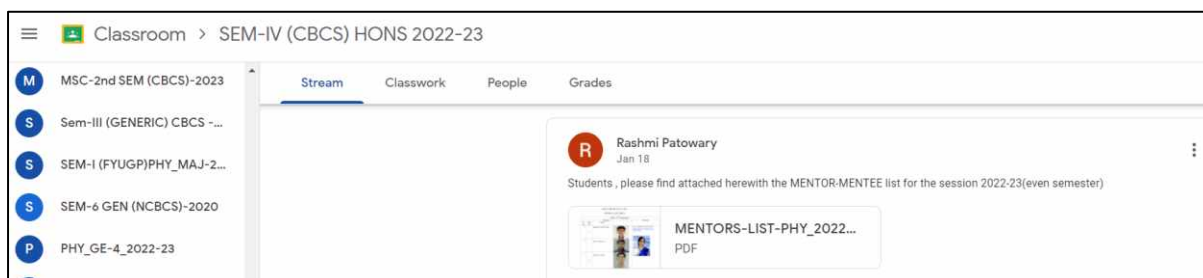 Classroom > SEM-IV (CBCS) HONS 2022-23
M MSC-2nd SEM (CBCS)-2023
S Sem-III (GENERIC) CBCS -...
S SEM-I (FYUGP)PHY_MAJ-2...
S SEM-6 GEN (NCBCS)-2020
P PHY_GE-4_2022-23
Stream Classwork People Grades
R Rashmi Patowary
Jan 18
Students , please find attached herewith the MENTOR-MENTEE list for the session 2022-23(even semester)
MENTORS-LIST-PHY_2022...
PDF